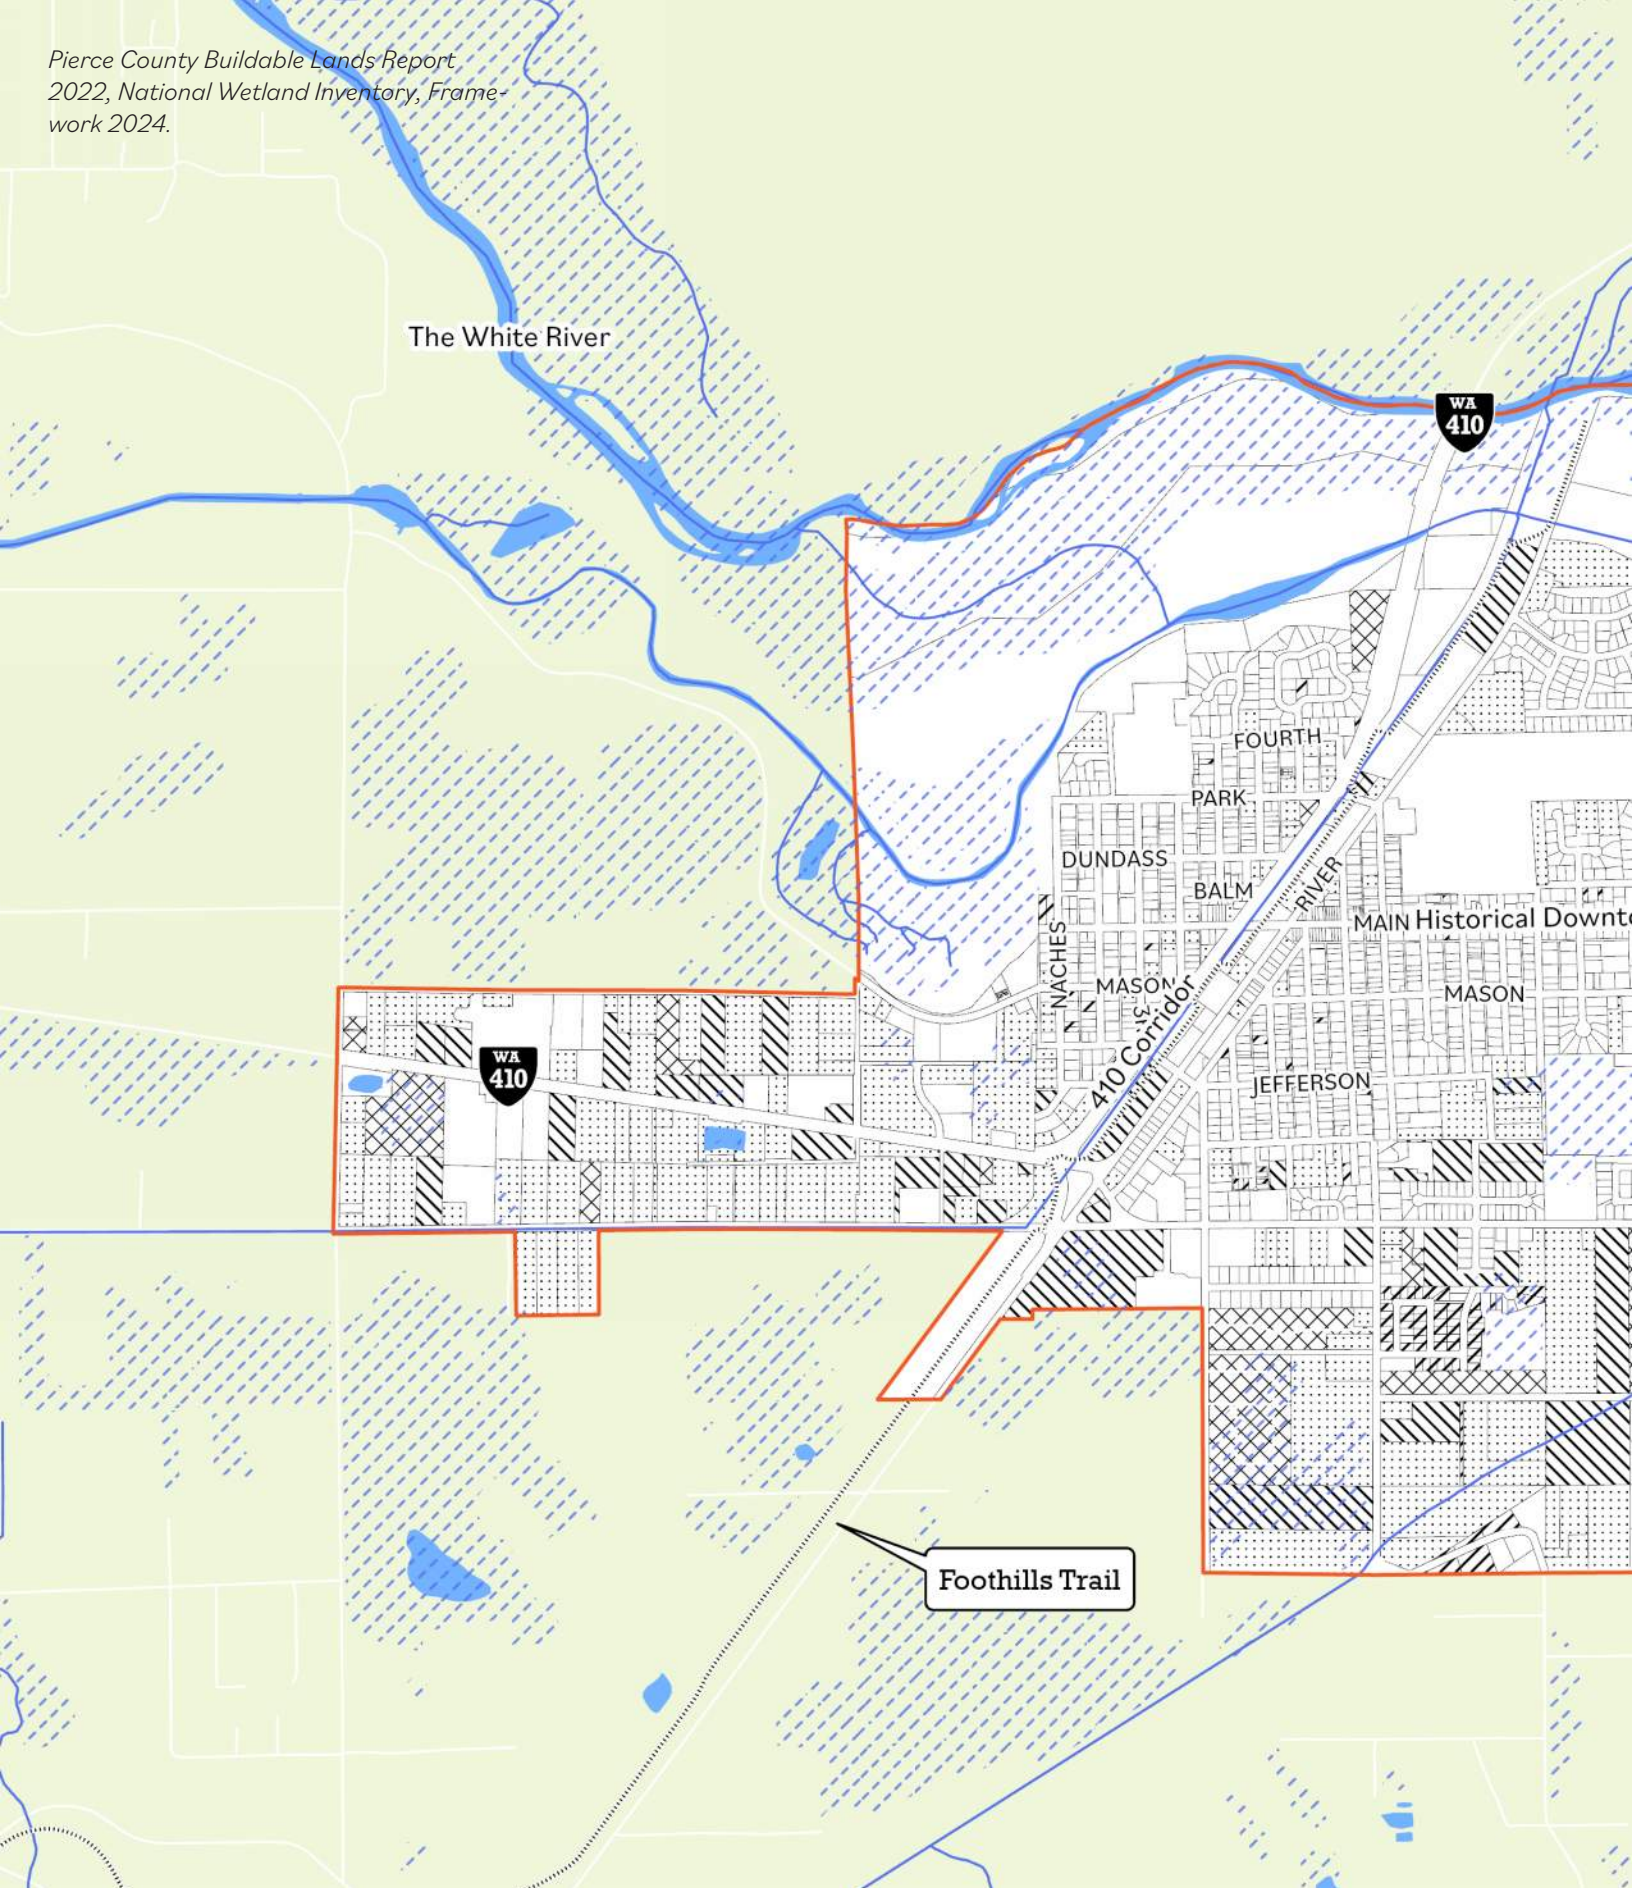 Pierce County Buildable Lands Report
2022, National Wetland Inventory, Frame-
work 2024.
The White River
WA
410
FOURTH
PARK
DUNDASS
BALM
RIVER
MAIN
Historical Downto
NACHES
MASON
MASON
410 Corridor
JEFFERSON
WA
410
Foothills Trail